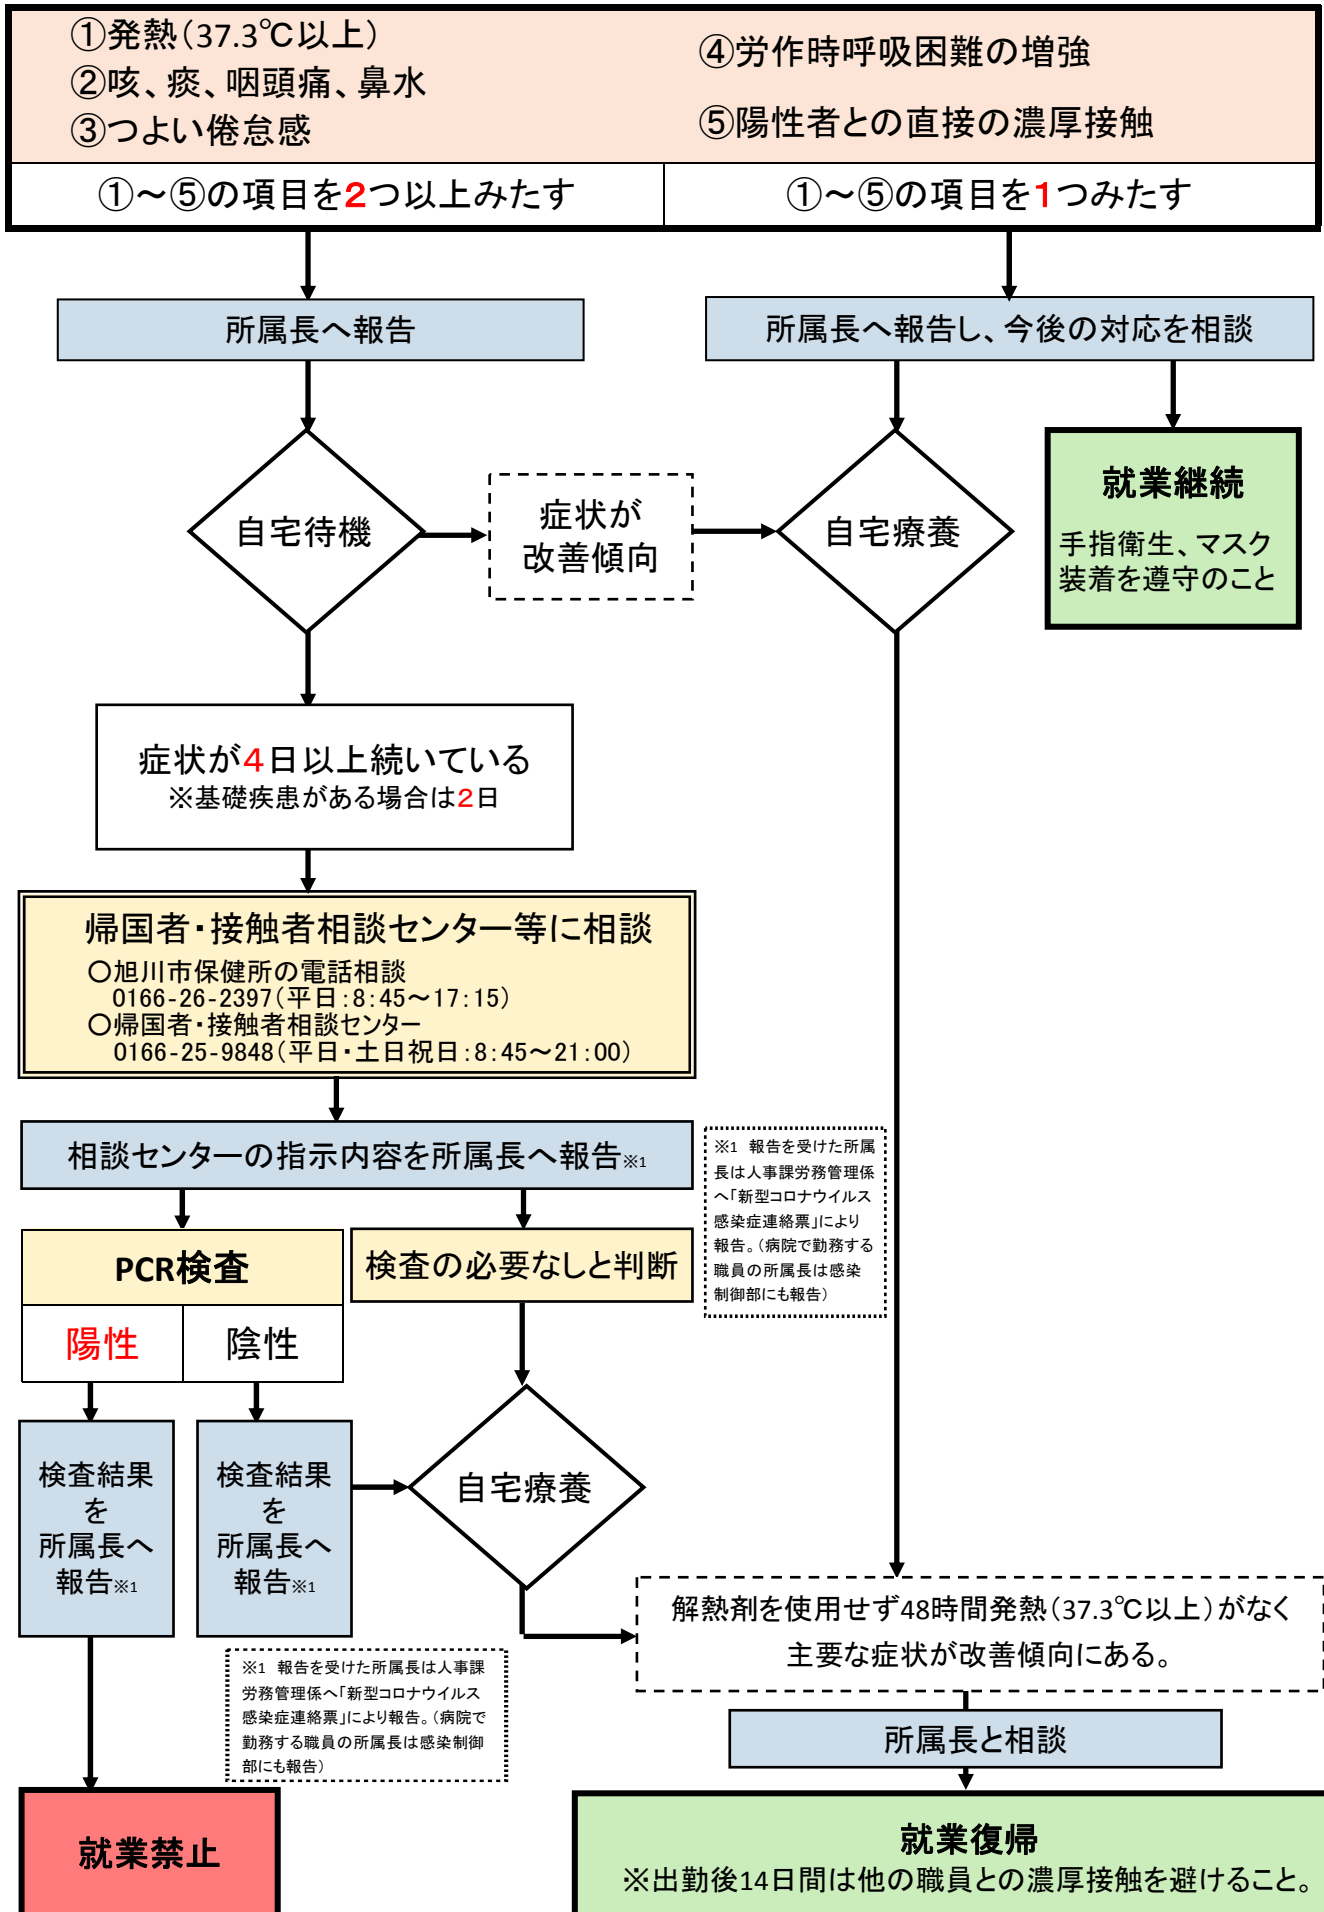 ①発熱(37.3℃以上)
②咳、痰、咽頭痛、鼻水
③つよい倦怠感
④労作時呼吸困難の増強
⑤陽性者との直接の濃厚接触
①～⑤の項目を2つ以上みたす
①～⑤の項目を1つみたす
所属長へ報告
所属長へ報告し、今後の対応を相談
自宅待機
症状が
改善傾向
自宅療養
就業継続
手指衛生、マスク
装着を遵守のこと
症状が4日以上続いている
※基礎疾患がある場合は2日
帰国者・接触者相談センター等に相談
○旭川市保健所の電話相談
0166-26-2397(平日:8:45～17:15)
○帰国者・接触者相談センター
0166-25-9848(平日・土日祝日:8:45～21:00)
相談センターの指示内容を所属長へ報告※1
※1 報告を受けた所属
長は人事課労務管理係
へ「新型コロナウイルス
感染症連絡票」により
報告。(病院で勤務する
職員の所属長は感染
制御部にも報告)
PCR検査
陽性
陰性
検査の必要なしと判断
検査結果
を
所属長へ
報告※1
検査結果
を
所属長へ
報告※1
自宅療養
解熱剤を使用せず48時間発熱(37.3℃以上)がなく
主要な症状が改善傾向にある。
※1 報告を受けた所属長は人事課
労務管理係へ「新型コロナウイルス
感染症連絡票」により報告。(病院で
勤務する職員の所属長は感染制御
部にも報告)
所属長と相談
就業禁止
就業復帰
※出勤後14日間は他の職員との濃厚接触を避けること。